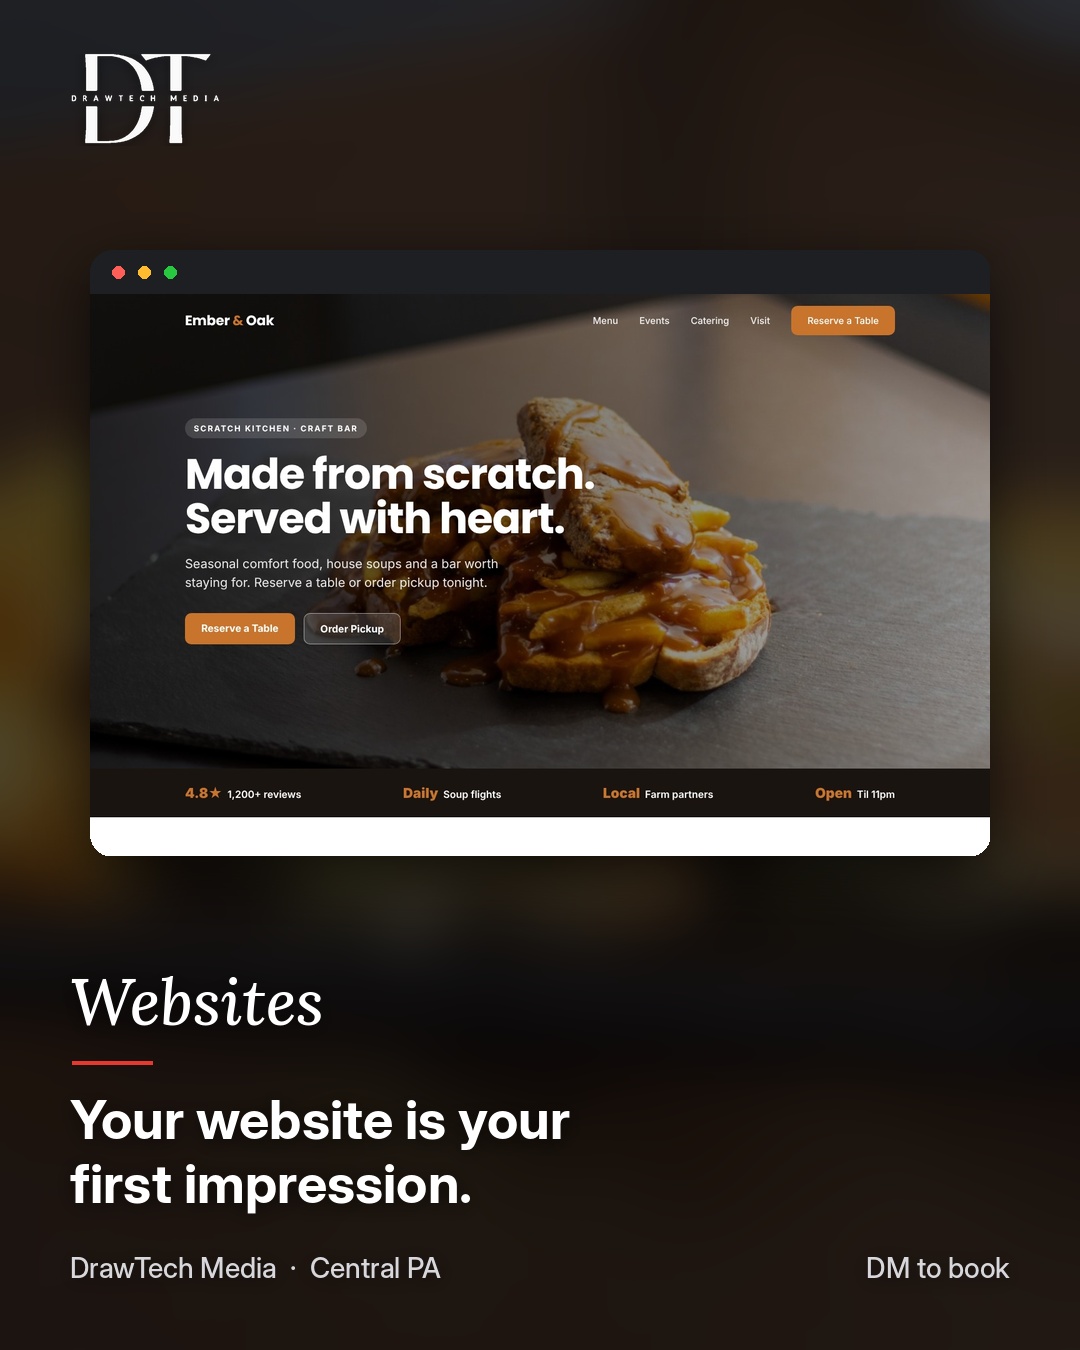 DT
DRAWTECH MEDIA
Ember & Oak
Menu Events Catering Visit Reserve a Table
SCRATCH KITCHEN · CRAFT BAR
Made from scratch.
Served with heart.
Seasonal comfort food, house soups and a bar worth
staying for. Reserve a table or order pickup tonight.
Reserve a Table Order Pickup
4.8★ 1,200+ reviews Daily Soup flights Local Farm partners Open Til 11pm
Websites
Your website is your
first impression.
DrawTech Media · Central PA DM to book